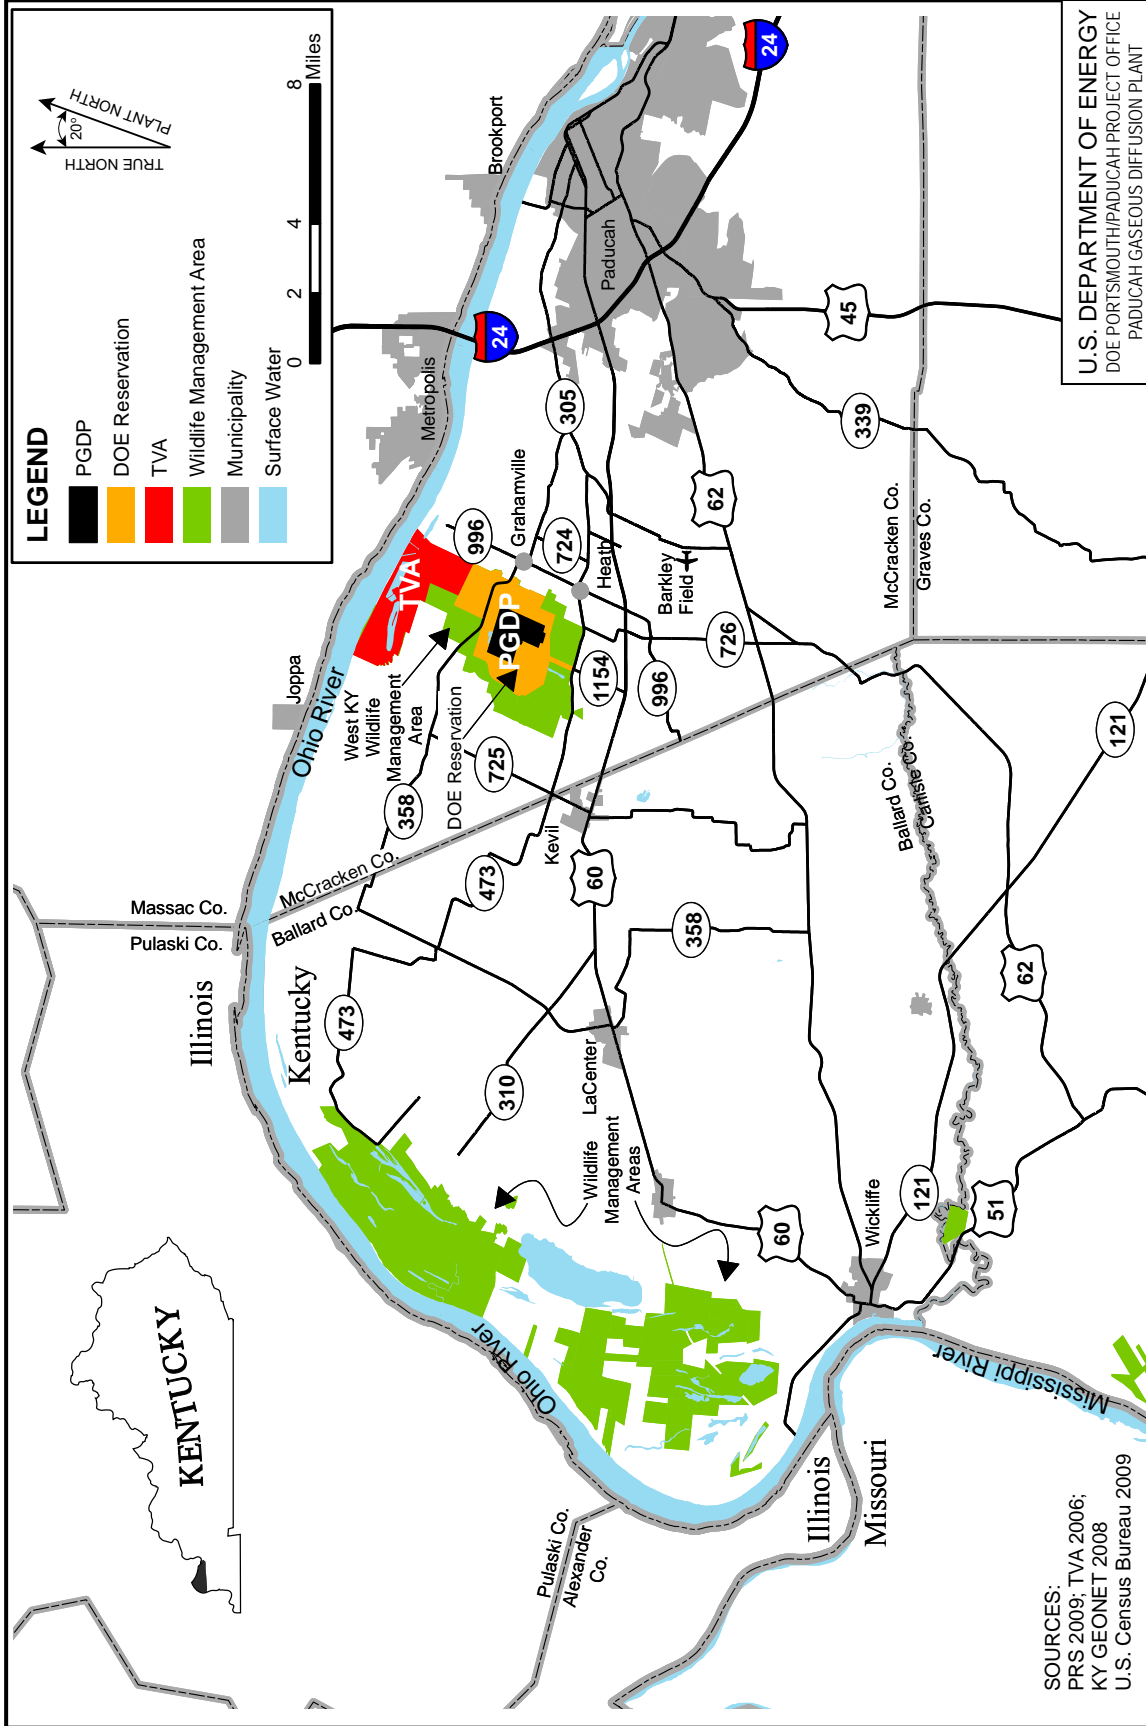 LEGEND
PGDP
DOE Reservation
TVA
Wildlife Management Area
Municipality
Surface Water
0
2
4
8
Miles
TRUE NORTH
20°
PLANT NORTH
KENTUCKY
Massac Co.
Pulaski Co.
Illinois
Kentucky
Joppa
Ohio River
Metropolis
Brookport
24
24
TVA
West KY
Wildlife
Management
Area
DOE Reservation
PGDP
996
Grahamville
724
Heath
305
Paducah
358
725
1154
996
McCracken Co.
Ballard Co.
473
473
Kevil
60
358
310
LaCenter
Barkley
Field
62
726
45
339
McCracken Co.
Graves Co.
Ballard Co.
Carlisle Co.
121
62
Wildlife
Management
Areas
60
Wickliffe
121
51
Ohio River
Mississippi River
Pulaski Co.
Alexander
Co.
Illinois
Missouri
SOURCES:
PRS 2009; TVA 2006;
KY GEONET 2008
U.S. Census Bureau 2009
U.S. DEPARTMENT OF ENERGY
DOE PORTSMOUTH/PADUCAH PROJECT OFFICE
PADUCAH GASEOUS DIFFUSION PLANT